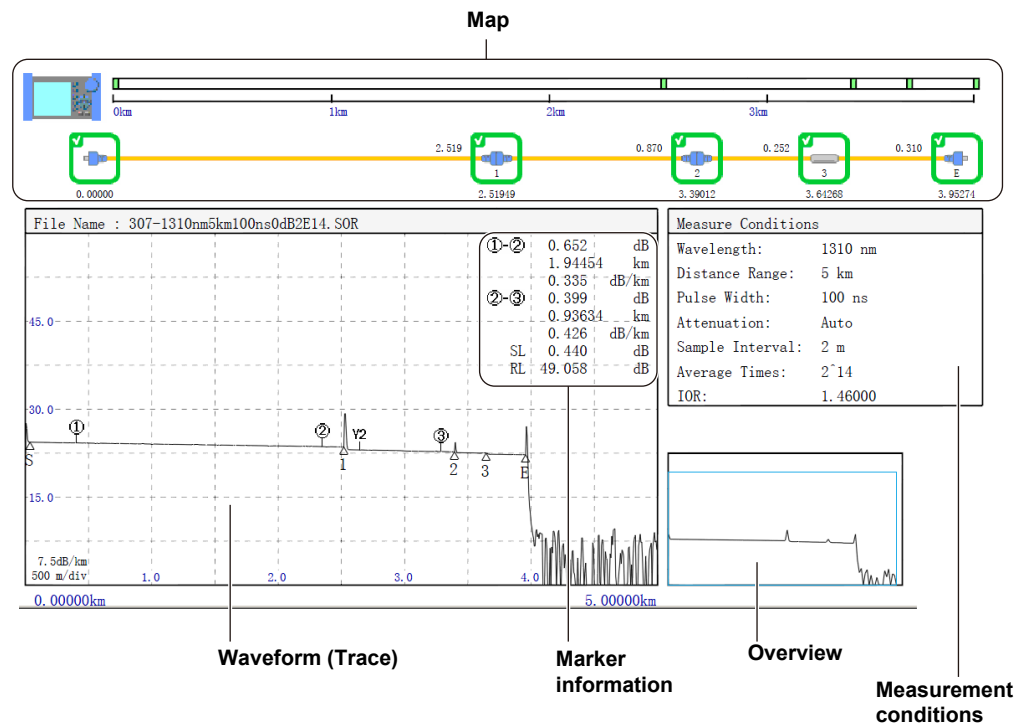 Map
0km 1km 2km 3km
2.519 0.870 0.252 0.310
1 2 3 E
0.00000 2.51949 3.39012 3.64268 3.95274
File Name : 307-1310nm5km100ns0dB2E14.SOR
①-② 0.652 dB
1.94454 km
0.335 dB/km
②-③ 0.399 dB
0.93634 km
0.426 dB/km
SL 0.440 dB
RL 49.058 dB
45.0
30.0
① ② Y2 ③
S 1 2 3 E
15.0
7.5dB/km
500 m/div 1.0 2.0 3.0 4.0
0.00000km 5.00000km
Measure Conditions
Wavelength: 1310 nm
Distance Range: 5 km
Pulse Width: 100 ns
Attenuation: Auto
Sample Interval: 2 m
Average Times: 2^14
IOR: 1.46000
Waveform (Trace)
Marker
information
Overview
Measurement
conditions